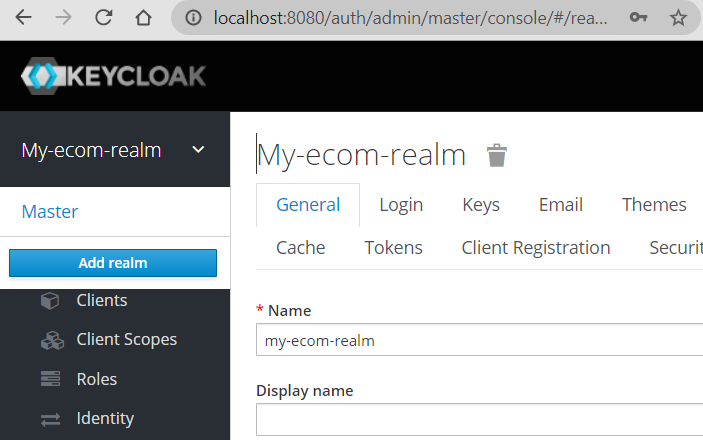 localhost:8080/auth/admin/master/console/#/rea...
KEYCLOAK
My-ecom-realm
Master
Add realm
Clients
Client Scopes
Roles
Identity
My-ecom-realm
General Login Keys Email Themes
Cache Tokens Client Registration Securit
* Name
my-ecom-realm
Display name